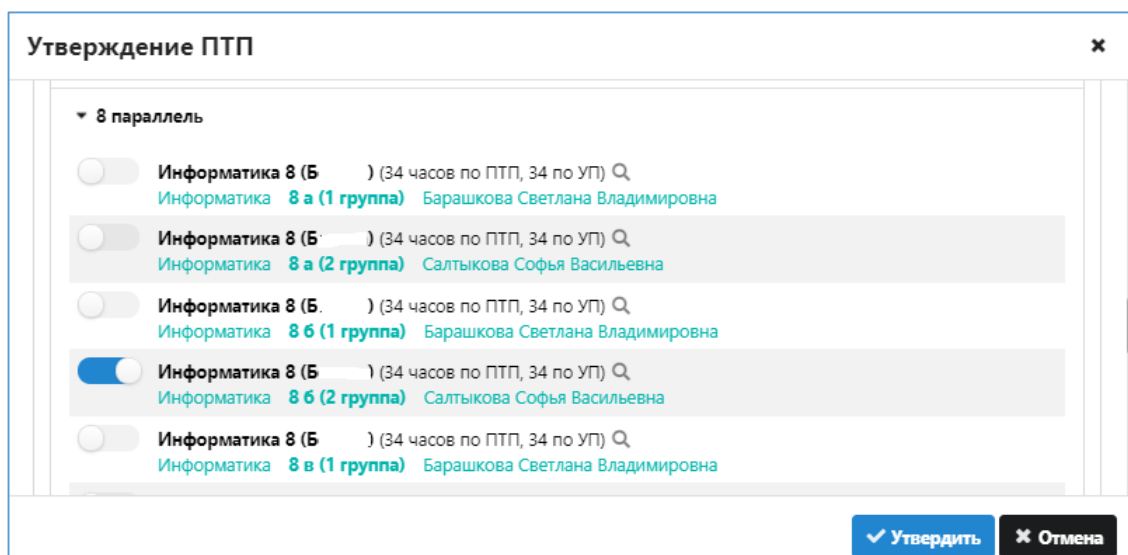 Утверждение ПТП
8 параллель
Информатика 8 (Б ) (34 часов по ПТП, 34 по УП)
Информатика 8 а (1 группа) Барашкова Светлана Владимировна
Информатика 8 (Б ) (34 часов по ПТП, 34 по УП)
Информатика 8 а (2 группа) Салтыкова Софья Васильевна
Информатика 8 (Б. ) (34 часов по ПТП, 34 по УП)
Информатика 8 б (1 группа) Барашкова Светлана Владимировна
Информатика 8 (Б ) (34 часов по ПТП, 34 по УП)
Информатика 8 б (2 группа) Салтыкова Софья Васильевна
Информатика 8 (Б ) (34 часов по ПТП, 34 по УП)
Информатика 8 в (1 группа) Барашкова Светлана Владимировна
Утвердить Отмена